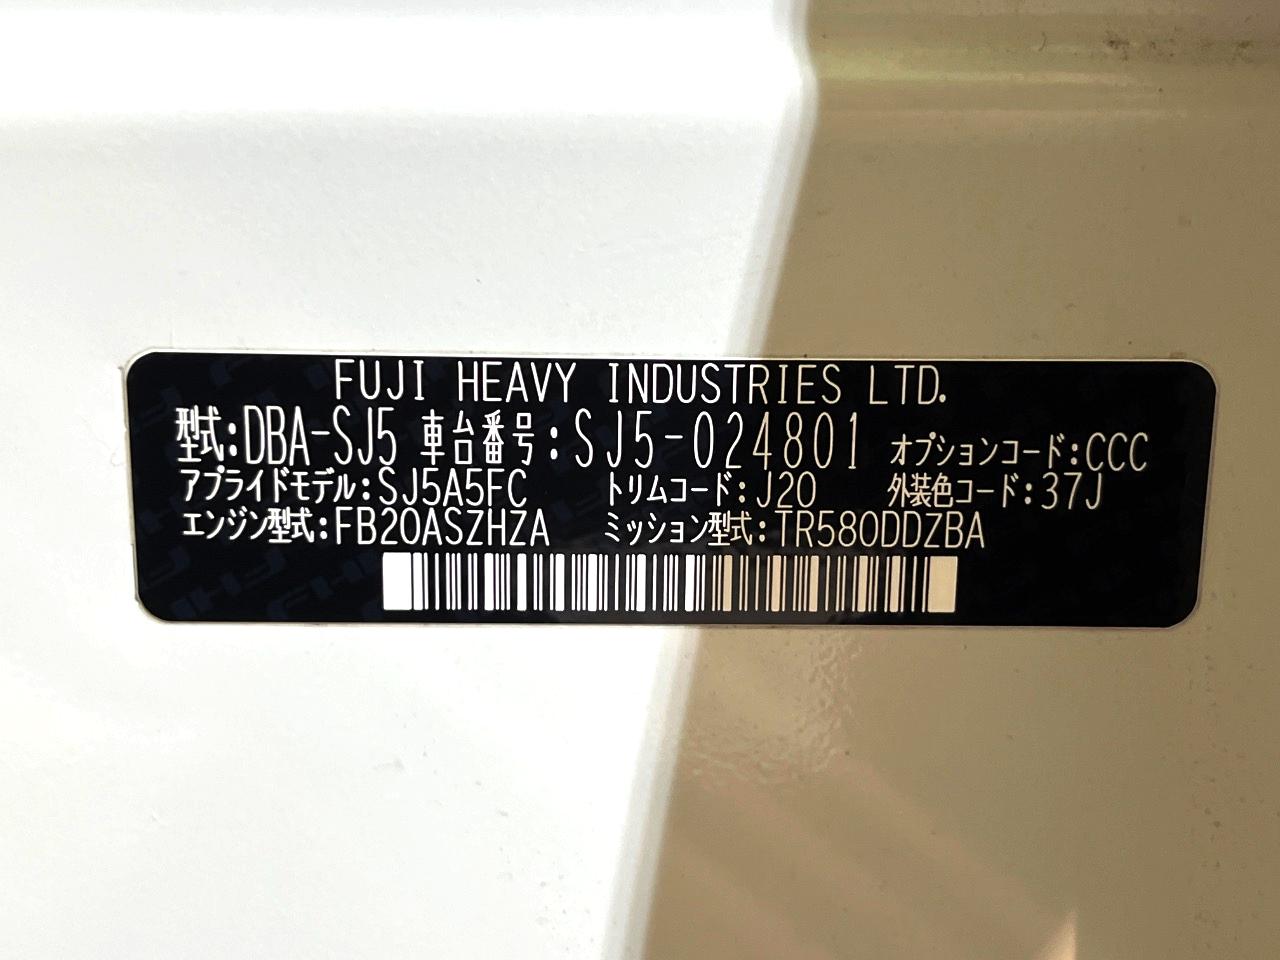 FUJI HEAVY INDUSTRIES LTD.
型式:DBA-SJ5 車台番号:SJ5-024801 オプションコード:CCC
アプライドモデル:SJ5A5FC トリムコード:J20 外装色コード:37J
エンジン型式:FB20ASZHZA ミッション型式:TR580DDZBA